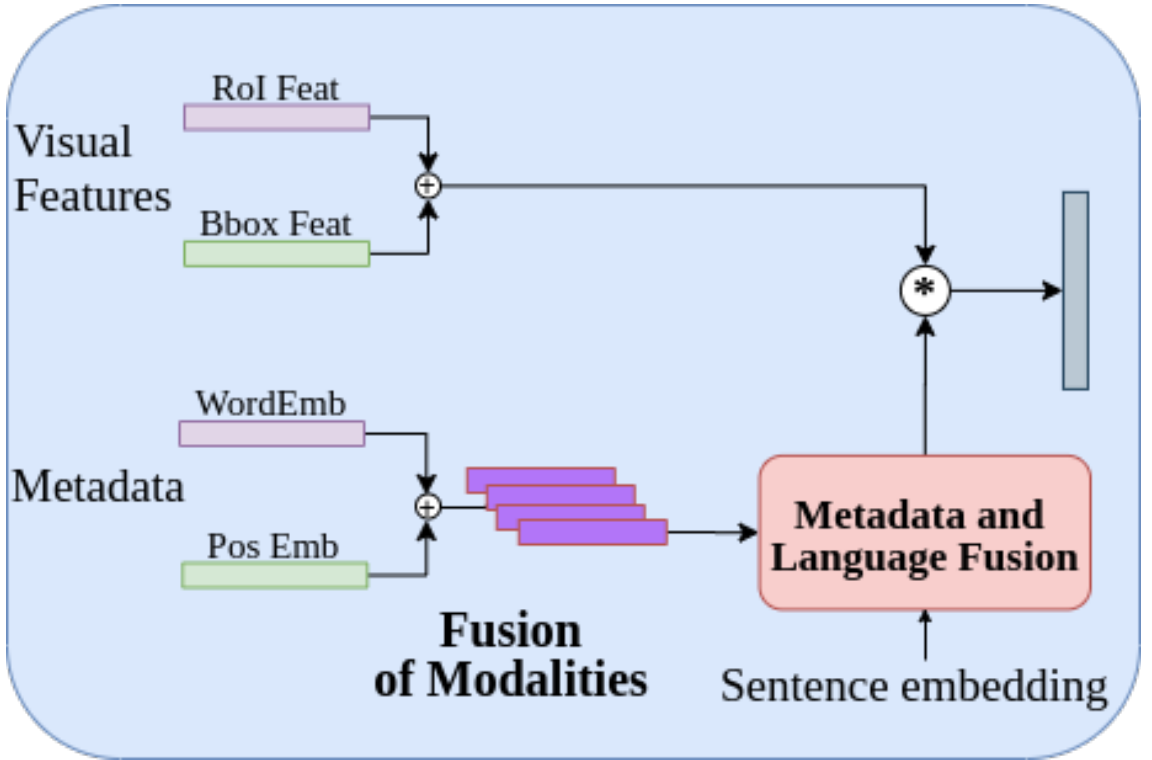 RoI Feat
Visual
Features
+
Bbox Feat
*
WordEmb
Metadata
+
Pos Emb
Metadata and
Language Fusion
Fusion
of Modalities
Sentence embedding